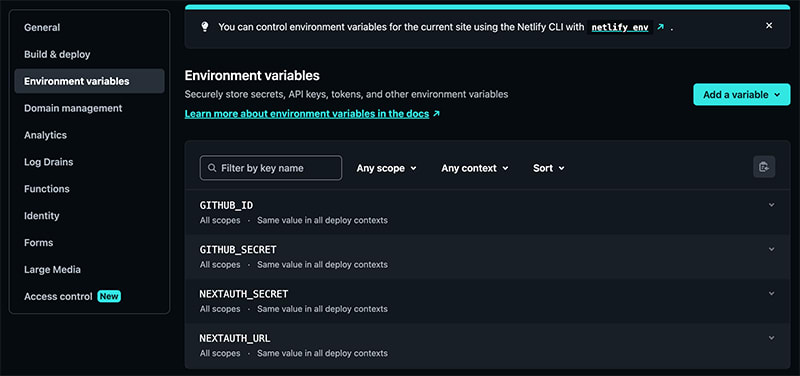 General
Build & deploy
Environment variables
Domain management
Analytics
Log Drains
Functions
Identity
Forms
Large Media
Access control New
You can control environment variables for the current site using the Netlify CLI with netlify env .
Environment variables
Securely store secrets, API keys, tokens, and other environment variables
Learn more about environment variables in the docs
Add a variable
Filter by key name Any scope Any context Sort
GITHUB_ID
All scopes · Same value in all deploy contexts
GITHUB_SECRET
All scopes · Same value in all deploy contexts
NEXTAUTH_SECRET
All scopes · Same value in all deploy contexts
NEXTAUTH_URL
All scopes · Same value in all deploy contexts